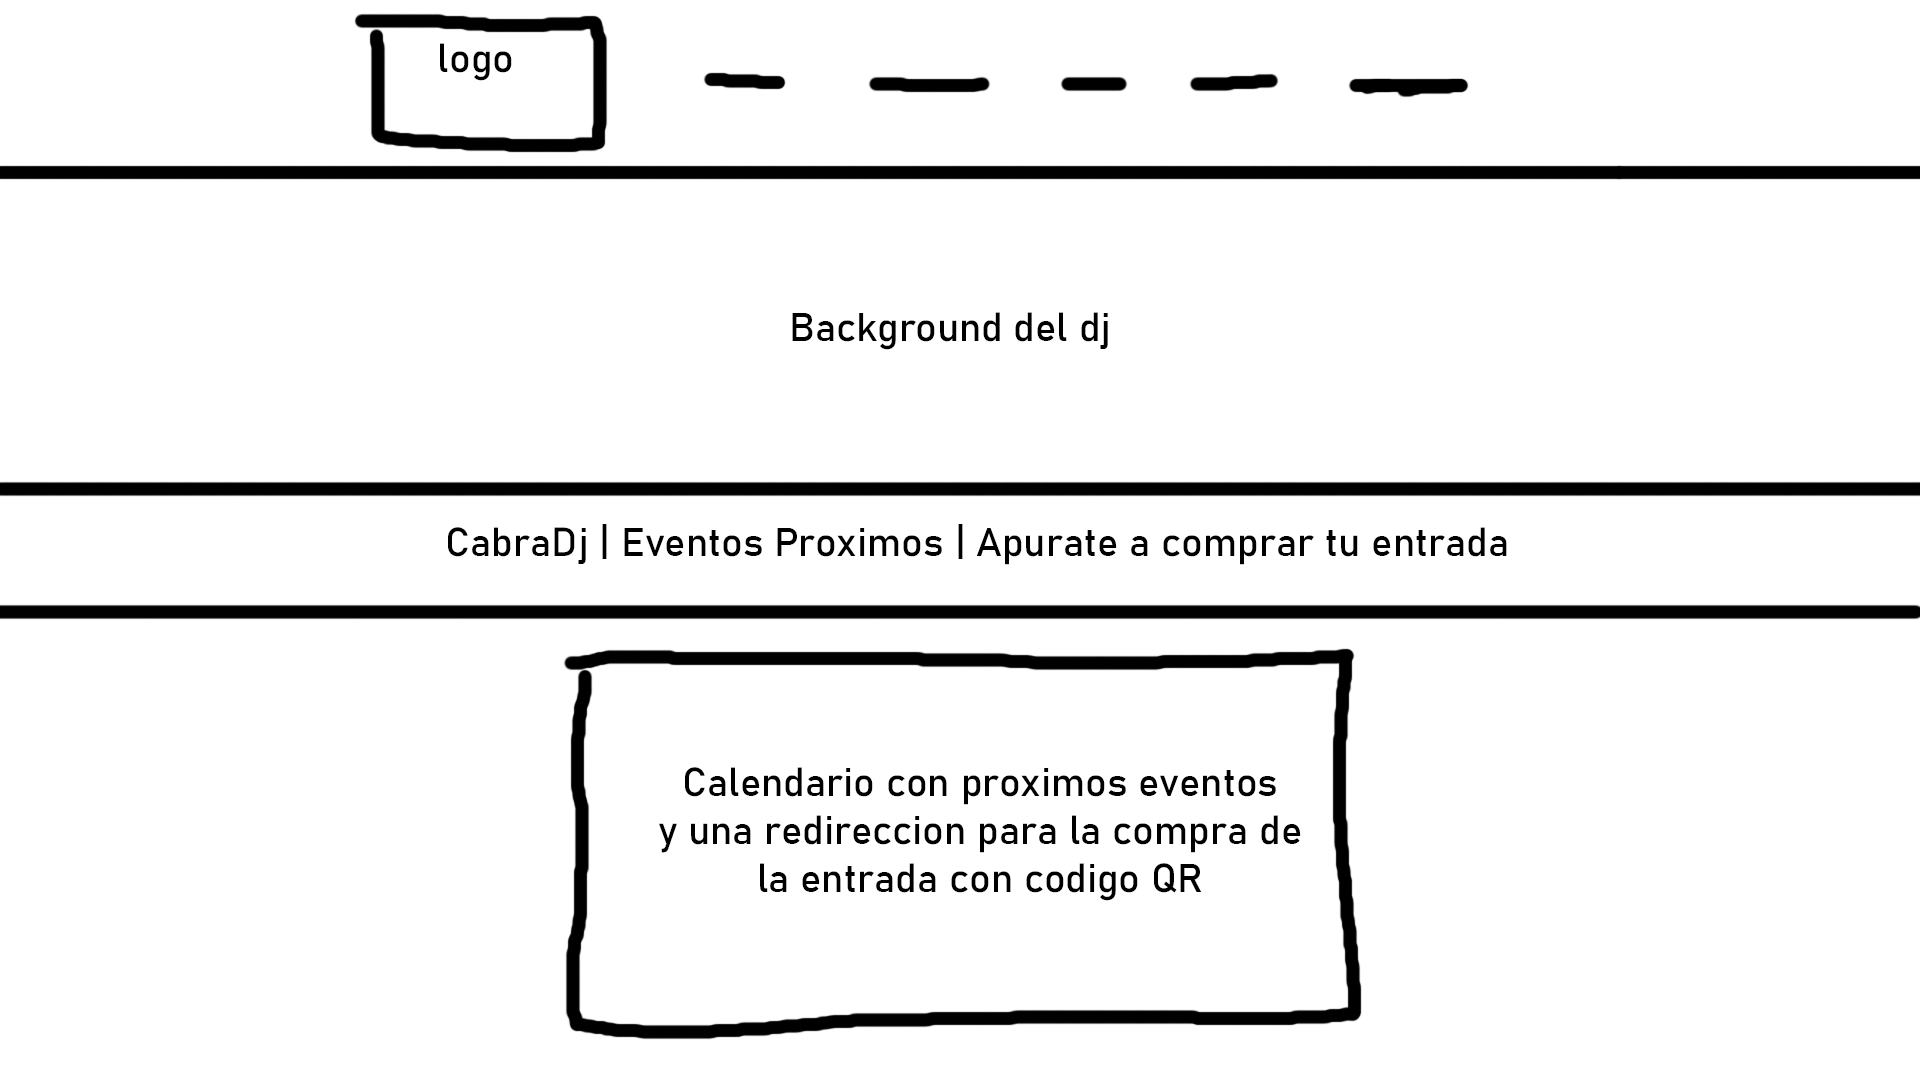 logo
Background del dj
CabraDj | Eventos Proximos | Apurate a comprar tu entrada
Calendario con proximos eventos
y una redireccion para la compra de
la entrada con codigo QR